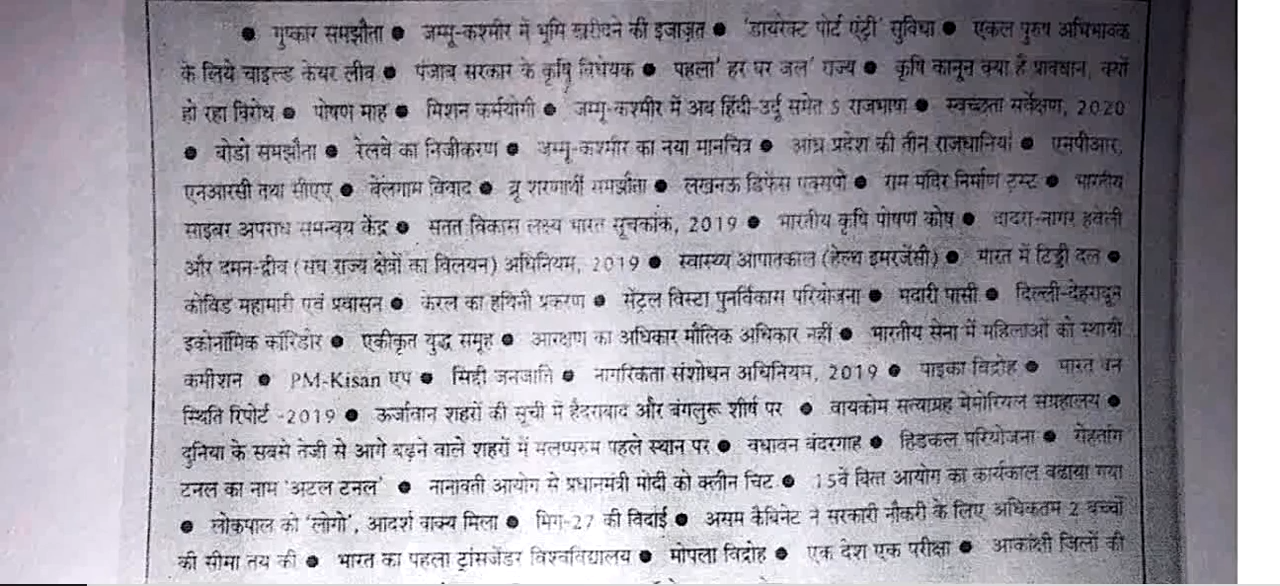 ● गुपकार समझौता ● जम्मू-कश्मीर में भूमि खरीदने की इजाज़त ● 'डायरेक्ट पोर्ट एंट्री' सुविधा ● एकल पुरुष अभिभावक
के लिये चाइल्ड केयर लीव ● पंजाब सरकार के कृषि विधेयक ● पहला 'हर घर जल' राज्य ● कृषि कानून क्या है प्रावधान, क्यों
हो रहा विरोध ● पोषण माह ● मिशन कर्मयोगी ● जम्मू-कश्मीर में अब हिंदी-उर्दू समेत 5 राजभाषा ● स्वच्छता सर्वेक्षण, 2020
● बोडो समझौता ● रेलवे का निजीकरण ● जम्मू-कश्मीर का नया मानचित्र ● आंध्र प्रदेश की तीन राजधानियां ● एनपीआर,
एनआरसी तथा सीएए ● बेलगाम विवाद ● ब्रू शरणार्थी समझौता ● लखनऊ डिफेंस एक्सपो ● राम मंदिर निर्माण ट्रस्ट ● भारतीय
साइबर अपराध समन्वय केंद्र ● सतत विकास लक्ष्य भारत सूचकांक, 2019 ● भारतीय कृषि पोषण कोष ● दादरा-नागर हवेली
और दमन-द्वीव (संघ राज्य क्षेत्रों का विलयन) अधिनियम, 2019 ● स्वास्थ्य आपातकाल (हेल्थ इमरजेंसी) ● भारत में टिड्डी दल ●
कोविड महामारी एवं प्रवासन ● केरल का हथिनी प्रकरण ● सेंट्रल विस्टा पुनर्विकास परियोजना ● मदारी पासी ● दिल्ली-देहरादून
इकोनॉमिक कॉरिडोर ● एकीकृत युद्ध समूह ● आरक्षण का अधिकार मौलिक अधिकार नहीं ● भारतीय सेना में महिलाओं को स्थायी
कमीशन ● PM-Kisan एप ● सिद्दी जनजाति ● नागरिकता संशोधन अधिनियम, 2019 ● पाइका विद्रोह ● भारत वन
स्थिति रिपोर्ट -2019 ● ऊर्जावान शहरों की सूची में हैदराबाद और बंगलुरू शीर्ष पर ● वायकोम सत्याग्रह मेमोरियल संग्रहालय ●
दुनिया के सबसे तेजी से आगे बढ़ने वाले शहरों में मलप्पुरम पहले स्थान पर ● वधावन बंदरगाह ● हिडकल परियोजना ● रोहतांग
टनल का नाम 'अटल टनल' ● नानावती आयोग से प्रधानमंत्री मोदी को क्लीन चिट ● 15वें वित्त आयोग का कार्यकाल बढाया गया
● लोकपाल को 'लोगो', आदर्श वाक्य मिला ● मिग-27 की विदाई ● असम कैबिनेट ने सरकारी नौकरी के लिए अधिकतम 2 बच्चों
की सीमा तय की ● भारत का पहला ट्रांसजेंडर विश्वविद्यालय ● मोपला विद्रोह ● एक देश एक परीक्षा ● आकांक्षी जिलों की